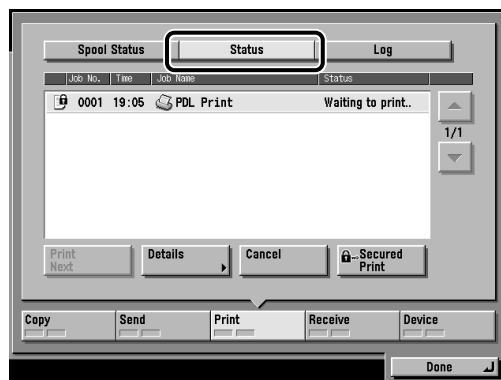 Spool Status Status Log
Job No. Time Job Name Status
0001 19:05 PDL Print Waiting to print..
1/1
Print Next Details Cancel Secured Print
Copy Send Print Receive Device
Done